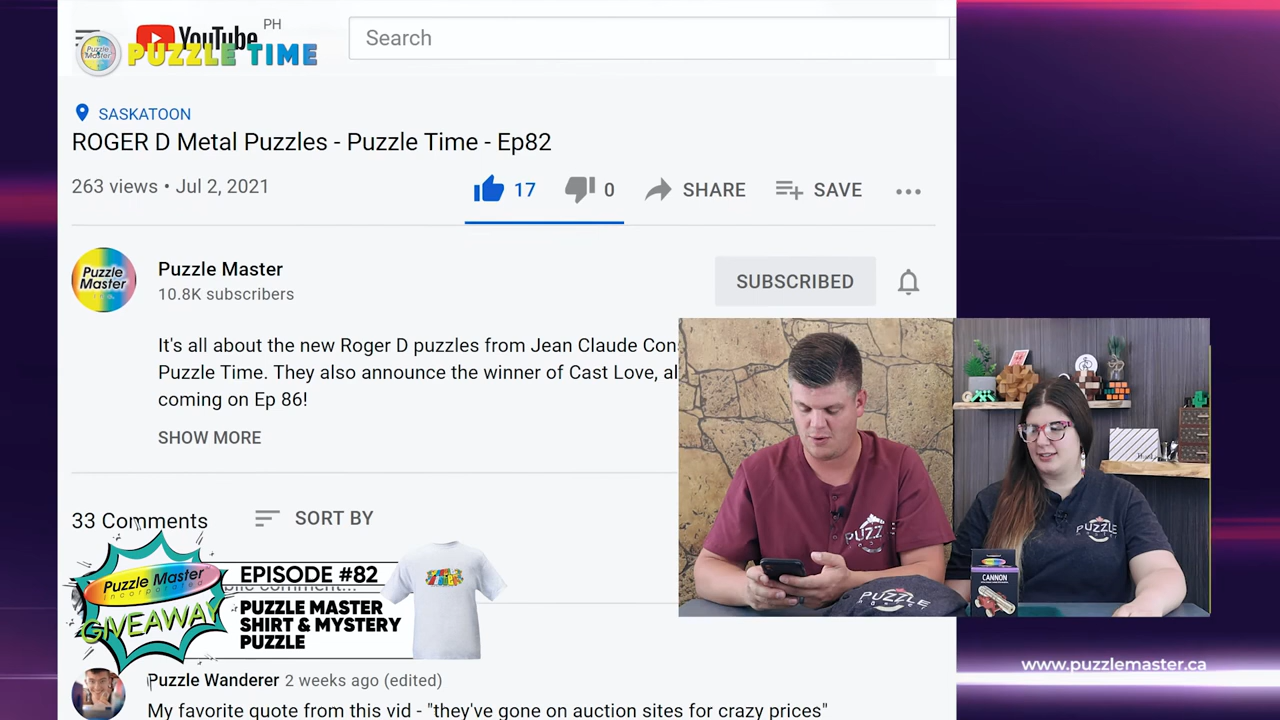 YouTube
PH
Puzzle Master
PUZZLE TIME
Search
SASKATOON
ROGER D Metal Puzzles - Puzzle Time - Ep82
263 views • Jul 2, 2021
17
0
SHARE
SAVE
Puzzle
Master
Puzzle Master
10.8K subscribers
SUBSCRIBED
It's all about the new Roger D puzzles from Jean Claude Con
Puzzle Time. They also announce the winner of Cast Love, al
coming on Ep 86!
SHOW MORE
33 Comments
SORT BY
Puzzle Master
incorporated
GIVEAWAY
EPISODE #82
PUZZLE MASTER
SHIRT & MYSTERY
PUZZLE
PUZZLE
PUZZLE
PUZZLE
CANNON
www.puzzlemaster.ca
Puzzle Wanderer 2 weeks ago (edited)
My favorite quote from this vid - "they've gone on auction sites for crazy prices"